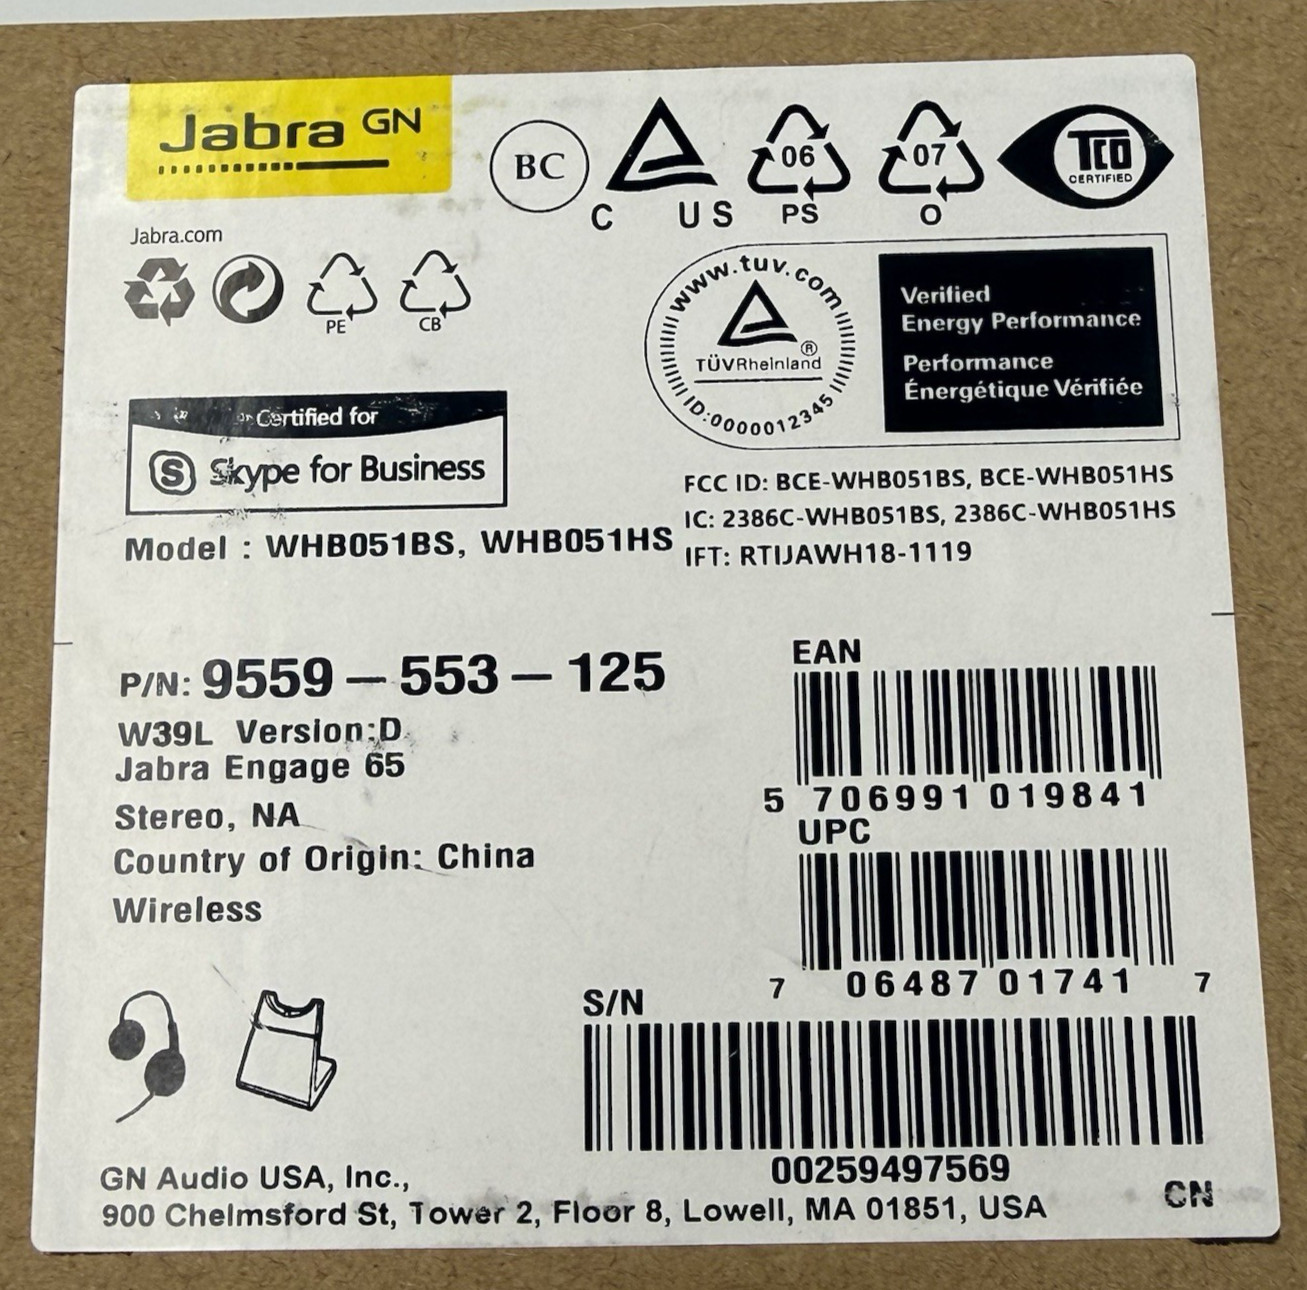 Jabra GN
BC
C US
06
PS
07
O
TCO
CERTIFIED
Jabra.com
PE
CB
www.tuv.com
TÜVRheinland ®
ID:0000012345
Verified
Energy Performance
Performance
Énergétique Vérifiée
Certified for
Skype for Business
FCC ID: BCE-WHB051BS, BCE-WHB051HS
IC: 2386C-WHB051BS, 2386C-WHB051HS
IFT: RTIJAWH18-1119
Model : WHB051BS, WHB051HS
P/N: 9559 – 553 – 125
W39L Version:D
Jabra Engage 65
Stereo, NA
Country of Origin: China
Wireless
EAN
5 706991 019841
UPC
7 06487 01741 7
S/N
00259497569
GN Audio USA, Inc.,
900 Chelmsford St, Tower 2, Floor 8, Lowell, MA 01851, USA
CN